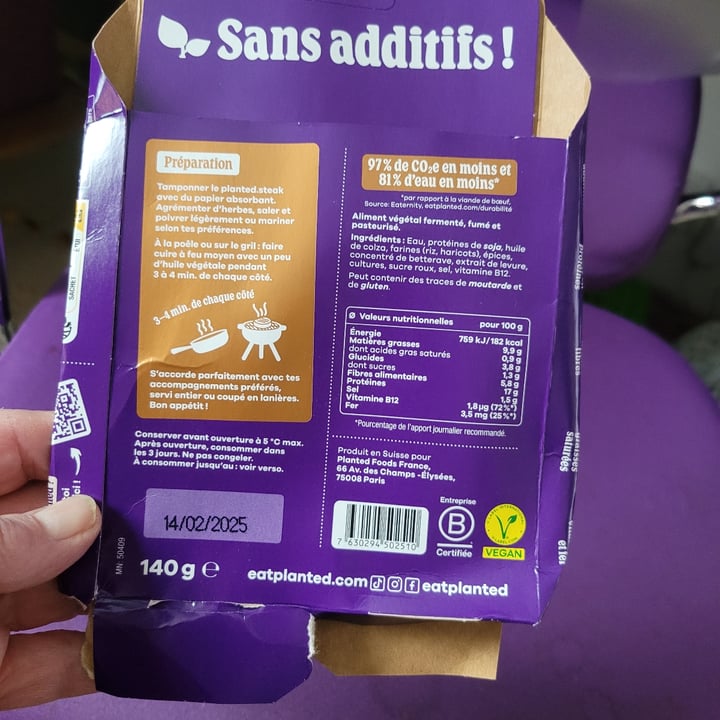 Sans additifs !
Préparation
Tamponner le planted.steak
avec du papier absorbant.
Agrémenter d'herbes, saler et
poivrer légèrement ou mariner
selon tes préférences.
À la poêle ou sur le gril : faire
cuire à feu moyen avec un peu
d'huile végétale pendant
3 à 4 min. de chaque côté.
3-4 min. de chaque côté
S'accorde parfaitement avec tes
accompagnements préférés,
servi entier ou coupé en lanières.
Bon appétit !
Conserver avant ouverture à 5 °C max.
Après ouverture, consommer dans
les 3 jours. Ne pas congeler.
À consommer jusqu'au : voir verso.
14/02/2025
MN 50409
140 g e
97 % de CO₂e en moins et
81 % d'eau en moins*
*par rapport à la viande de bœuf,
Source: Eaternity, eatplanted.com/durabilité
Aliment végétal fermenté, fumé et
pasteurisé.
Ingrédients : Eau, protéines de soja, huile
de colza, farines (riz, haricots), épices,
concentré de betterave, extrait de levure,
cultures, sucre roux, sel, vitamine B12.
Peut contenir des traces de moutarde et
de gluten.
Ø Valeurs nutritionnelles pour 100 g
Énergie 759 kJ/182 kcal
Matières grasses 9,9 g
dont acides gras saturés 0,9 g
Glucides 3,8 g
dont sucres 1,3 g
Fibres alimentaires 5,8 g
Protéines 17 g
Sel 1,5 g
Vitamine B12 1,8 µg (72 %*)
Fer 3,5 mg (25 %*)
*Pourcentage de l'apport journalier recommandé.
Produit en Suisse pour
Planted Foods France,
66 Av. des Champs -Élysées,
75008 Paris
7 630294 502510
Entreprise
B
Certifiée
V-LABEL
VEGAN
eatplanted.com eatplanted
SACHET
protéines
fibres
saturées